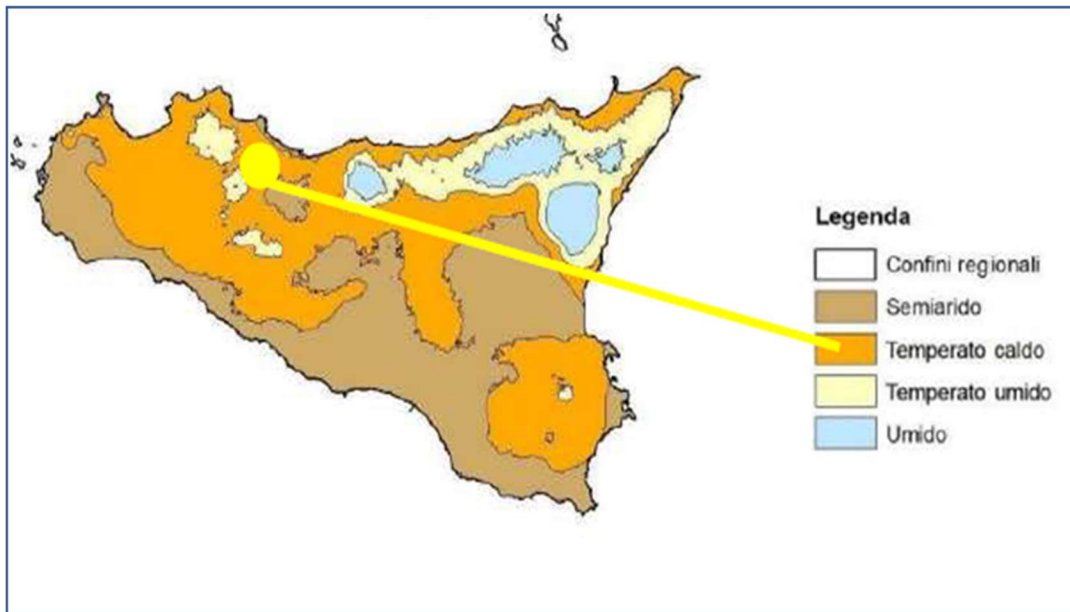 Legenda
Confini regionali
Semiarido
Temperato caldo
Temperato umido
Umido